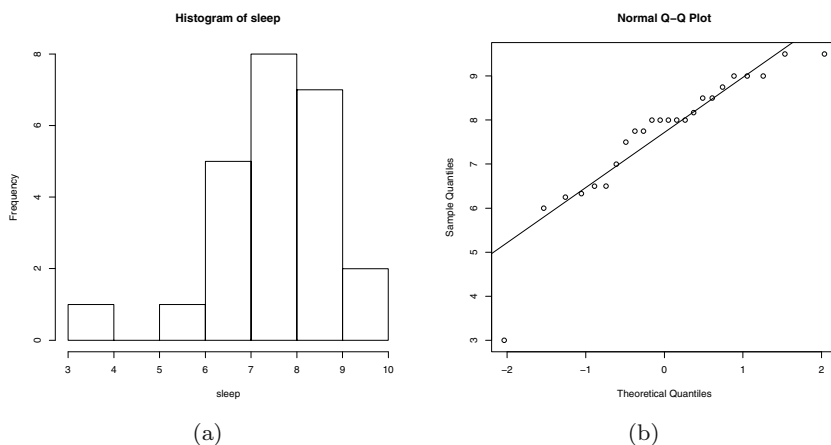 Histogram of sleep
Frequency
0 2 4 6 8
3 4 5 6 7 8 9 10
sleep
(a)
Normal Q−Q Plot
Sample Quantiles
3 4 5 6 7 8 9
−2 −1 0 1 2
Theoretical Quantiles
(b)